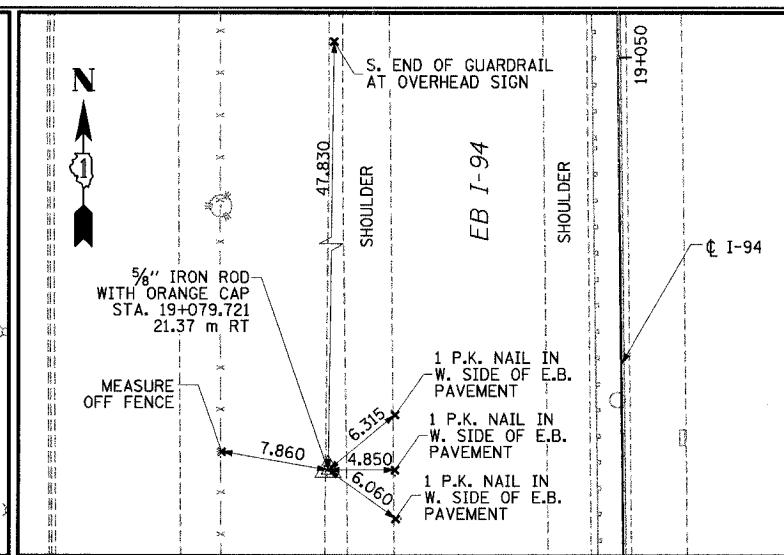 S. END OF GUARDRAIL
AT OVERHEAD SIGN
19+050
N
1
47.830
SHOULDER
EB I-94
SHOULDER
℄ I-94
5/8" IRON ROD
WITH ORANGE CAP
STA. 19+079.721
21.37 m RT
MEASURE
OFF FENCE
7.860
6.315
4.850
6.060
1 P.K. NAIL IN
W. SIDE OF E.B.
PAVEMENT
1 P.K. NAIL IN
W. SIDE OF E.B.
PAVEMENT
1 P.K. NAIL IN
W. SIDE OF E.B.
PAVEMENT